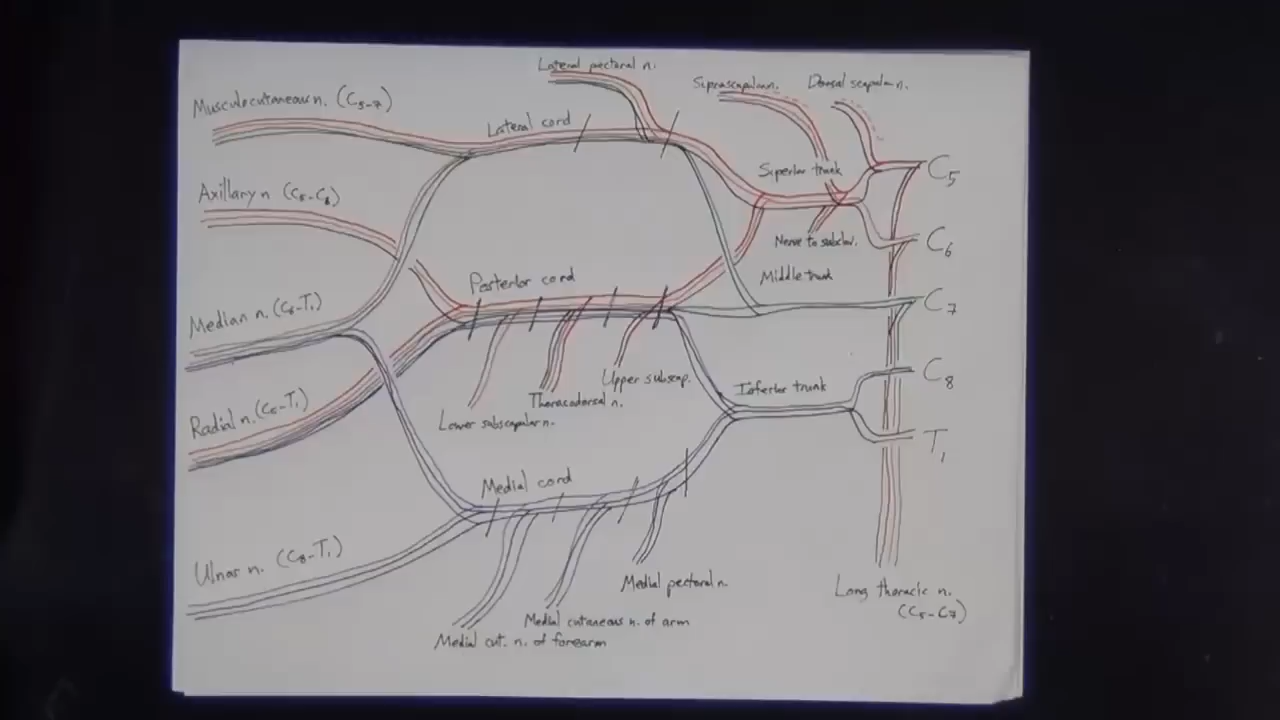 Lateral pectoral n.
Suprascapular n.
Dorsal scapular n.
Musculocutaneous n. (C5-7)
Lateral cord
Superior trunk
C5
Axillary n (C5-C6)
Nerve to subclav.
C6
Posterior cord
Middle trunk
C7
Median n. (C6-T1)
Upper subscap.
Inferior trunk
C8
Thoracodorsal n.
Radial n. (C5-T1)
Lower subscapular n.
T1
Medial cord
Ulnar n. (C8-T1)
Medial pectoral n.
Long thoracic n.
(C5-C7)
Medial cutaneous n. of arm
Medial cut. n. of forearm